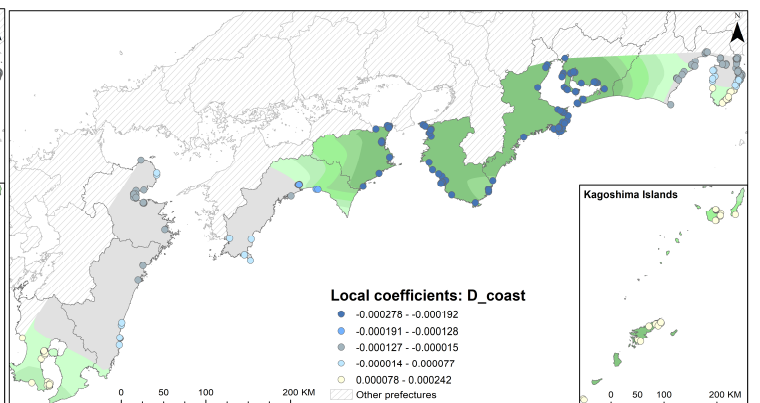 N
Kagoshima Islands
Local coefficients: D_coast
-0.000278 - -0.000192
-0.000191 - -0.000128
-0.000127 - -0.000015
-0.000014 - 0.000077
0.000078 - 0.000242
Other prefectures
0 50 100 200 KM
0 50 100 200 KM